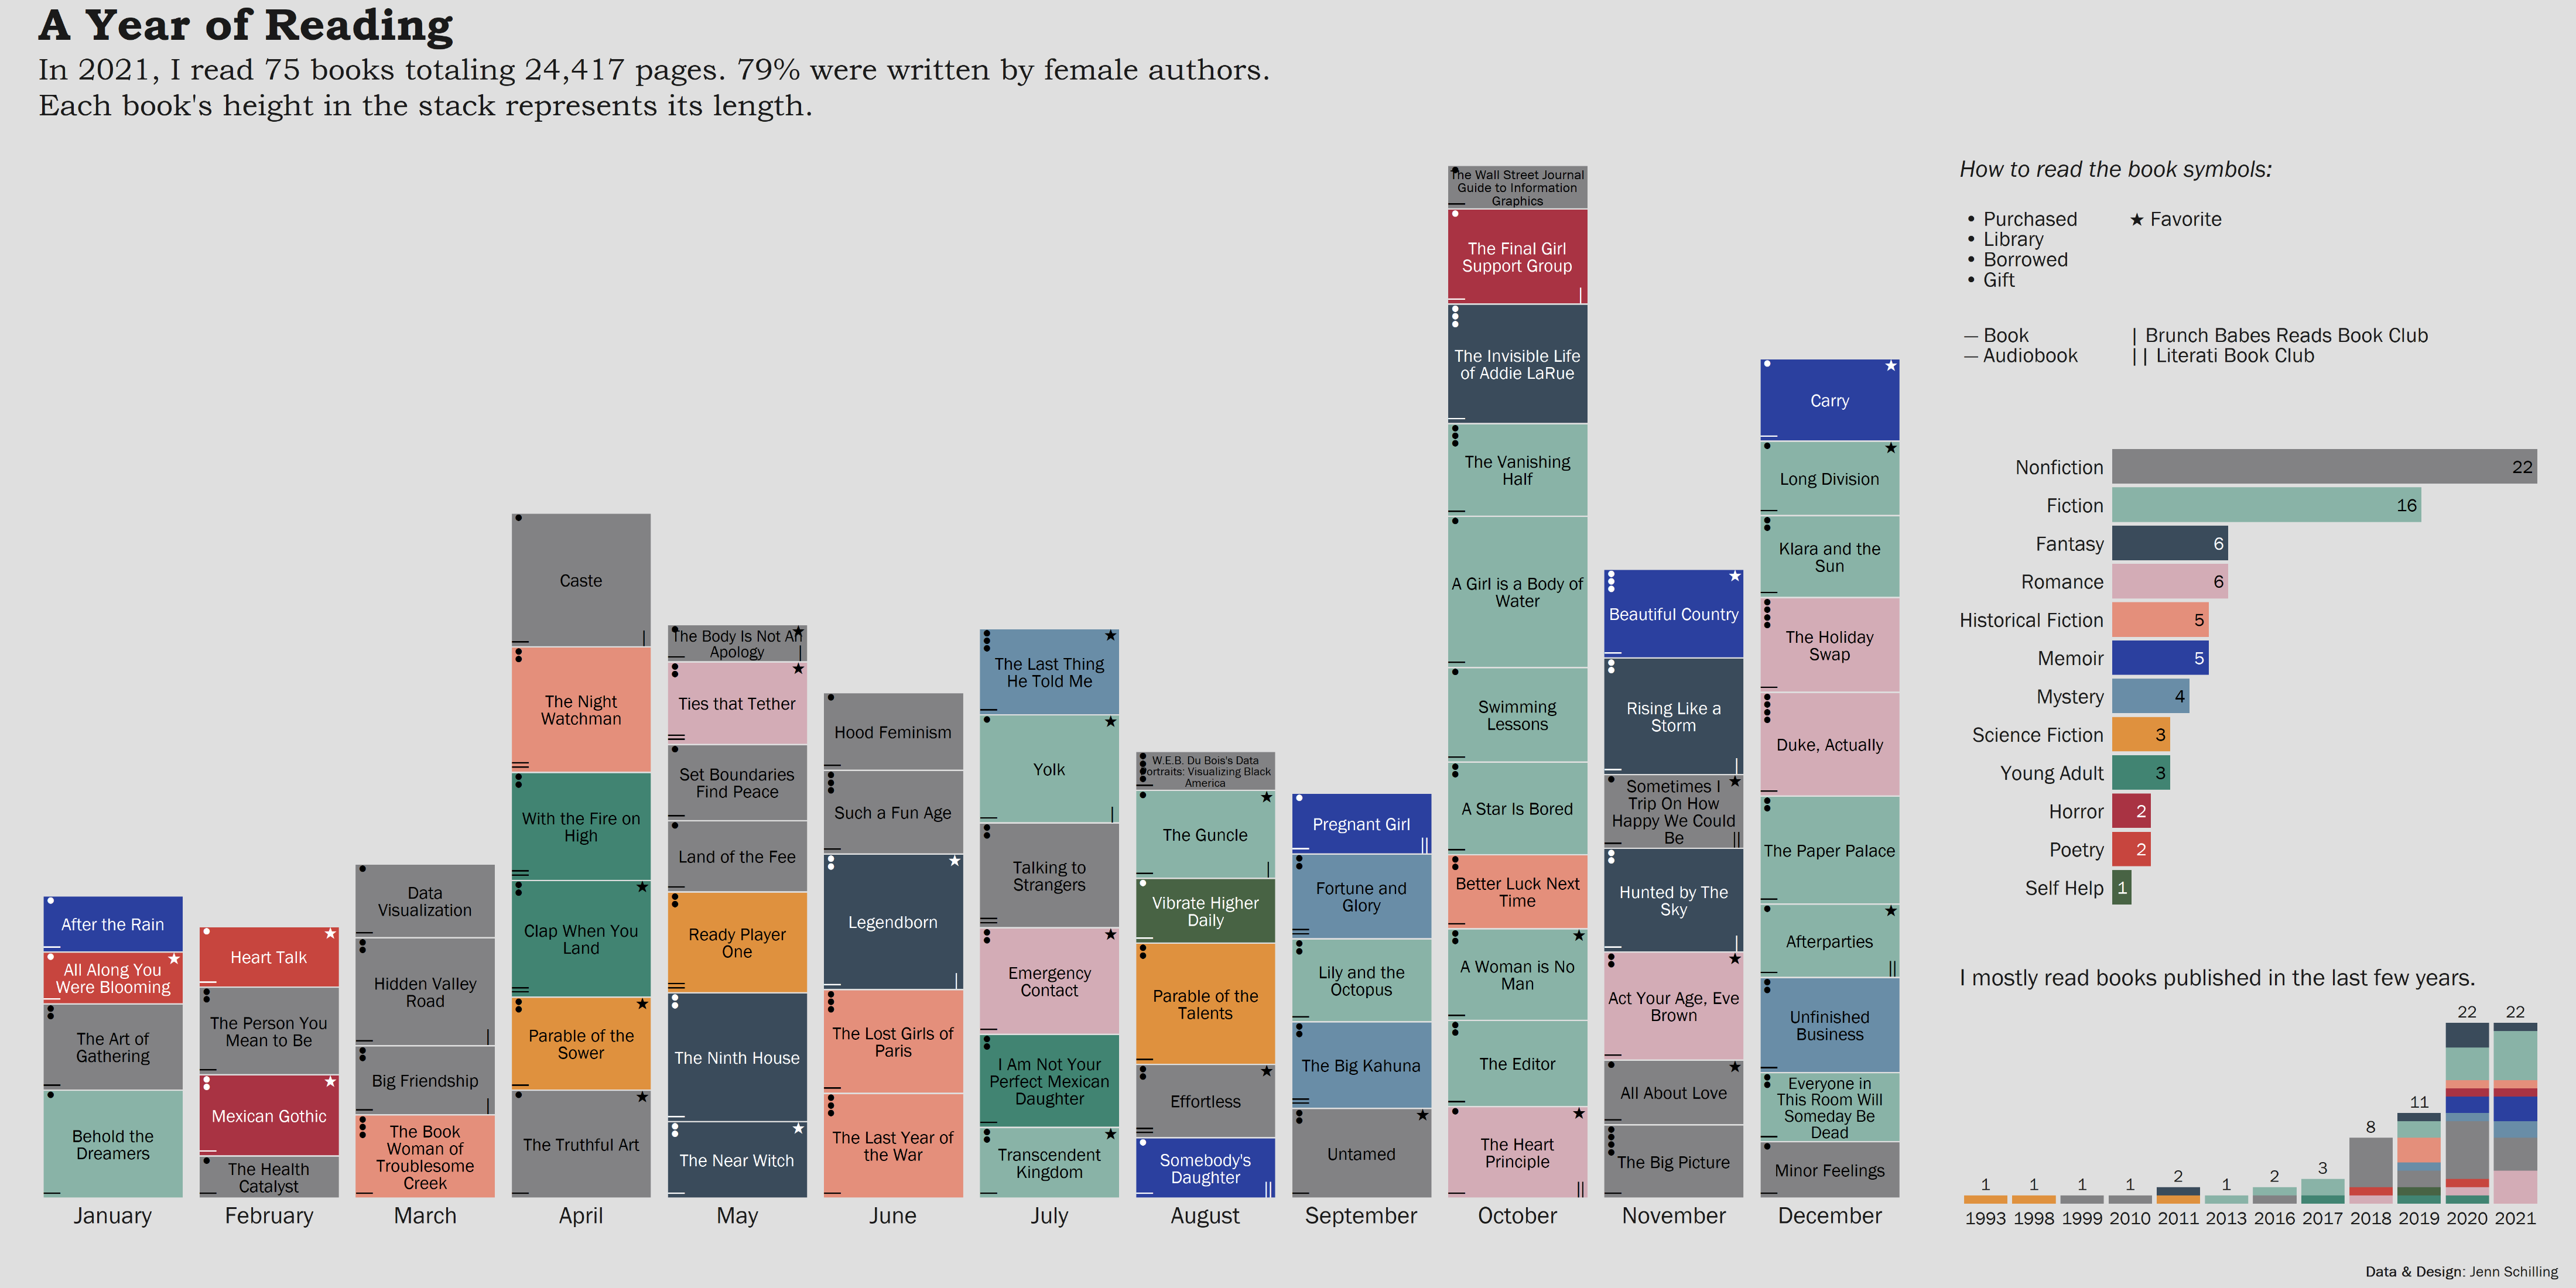 A Year of Reading
In 2021, I read 75 books totaling 24,417 pages. 79% were written by female authors.
Each book's height in the stack represents its length.
After the Rain
All Along You
Were Blooming
The Art of
Gathering
Behold the
Dreamers
January
Heart Talk
The Person You
Mean to Be
Mexican Gothic
The Health
Catalyst
February
Data
Visualization
Hidden Valley
Road
Big Friendship
The Book
Woman of
Troublesome
Creek
March
Caste
The Night
Watchman
With the Fire on
High
Clap When You
Land
Parable of the
Sower
The Truthful Art
April
The Body Is Not An
Apology
Ties that Tether
Set Boundaries
Find Peace
Land of the Fee
Ready Player
One
The Ninth House
The Near Witch
May
Hood Feminism
Such a Fun Age
Legendborn
The Lost Girls of
Paris
The Last Year of
the War
June
The Last Thing
He Told Me
Yolk
Talking to
Strangers
Emergency
Contact
I Am Not Your
Perfect Mexican
Daughter
Transcendent
Kingdom
July
W.E.B. Du Bois's Data
Portraits: Visualizing Black
America
The Guncle
Vibrate Higher
Daily
Parable of the
Talents
Effortless
Somebody's
Daughter
August
Pregnant Girl
Fortune and
Glory
Lily and the
Octopus
The Big Kahuna
Untamed
September
The Wall Street Journal
Guide to Information
Graphics
The Final Girl
Support Group
The Invisible Life
of Addie LaRue
The Vanishing
Half
A Girl is a Body of
Water
Swimming
Lessons
A Star Is Bored
Better Luck Next
Time
A Woman is No
Man
The Editor
The Heart
Principle
October
Beautiful Country
Rising Like a
Storm
Sometimes I
Trip On How
Happy We Could
Be
Hunted by The
Sky
Act Your Age, Eve
Brown
All About Love
The Big Picture
November
Carry
Long Division
Klara and the
Sun
The Holiday
Swap
Duke, Actually
The Paper Palace
Afterparties
Unfinished
Business
Everyone in
This Room Will
Someday Be
Dead
Minor Feelings
December
How to read the book symbols:
• Purchased
• Library
• Borrowed
• Gift
★ Favorite
— Book
— Audiobook
| Brunch Babes Reads Book Club
|| Literati Book Club
Nonfiction 22
Fiction 16
Fantasy 6
Romance 6
Historical Fiction 5
Memoir 5
Mystery 4
Science Fiction 3
Young Adult 3
Horror 2
Poetry 2
Self Help 1
I mostly read books published in the last few years.
1 1 1 1 2 1 2 3 8 11 22 22
1993 1998 1999 2010 2011 2013 2016 2017 2018 2019 2020 2021
Data & Design: Jenn Schilling